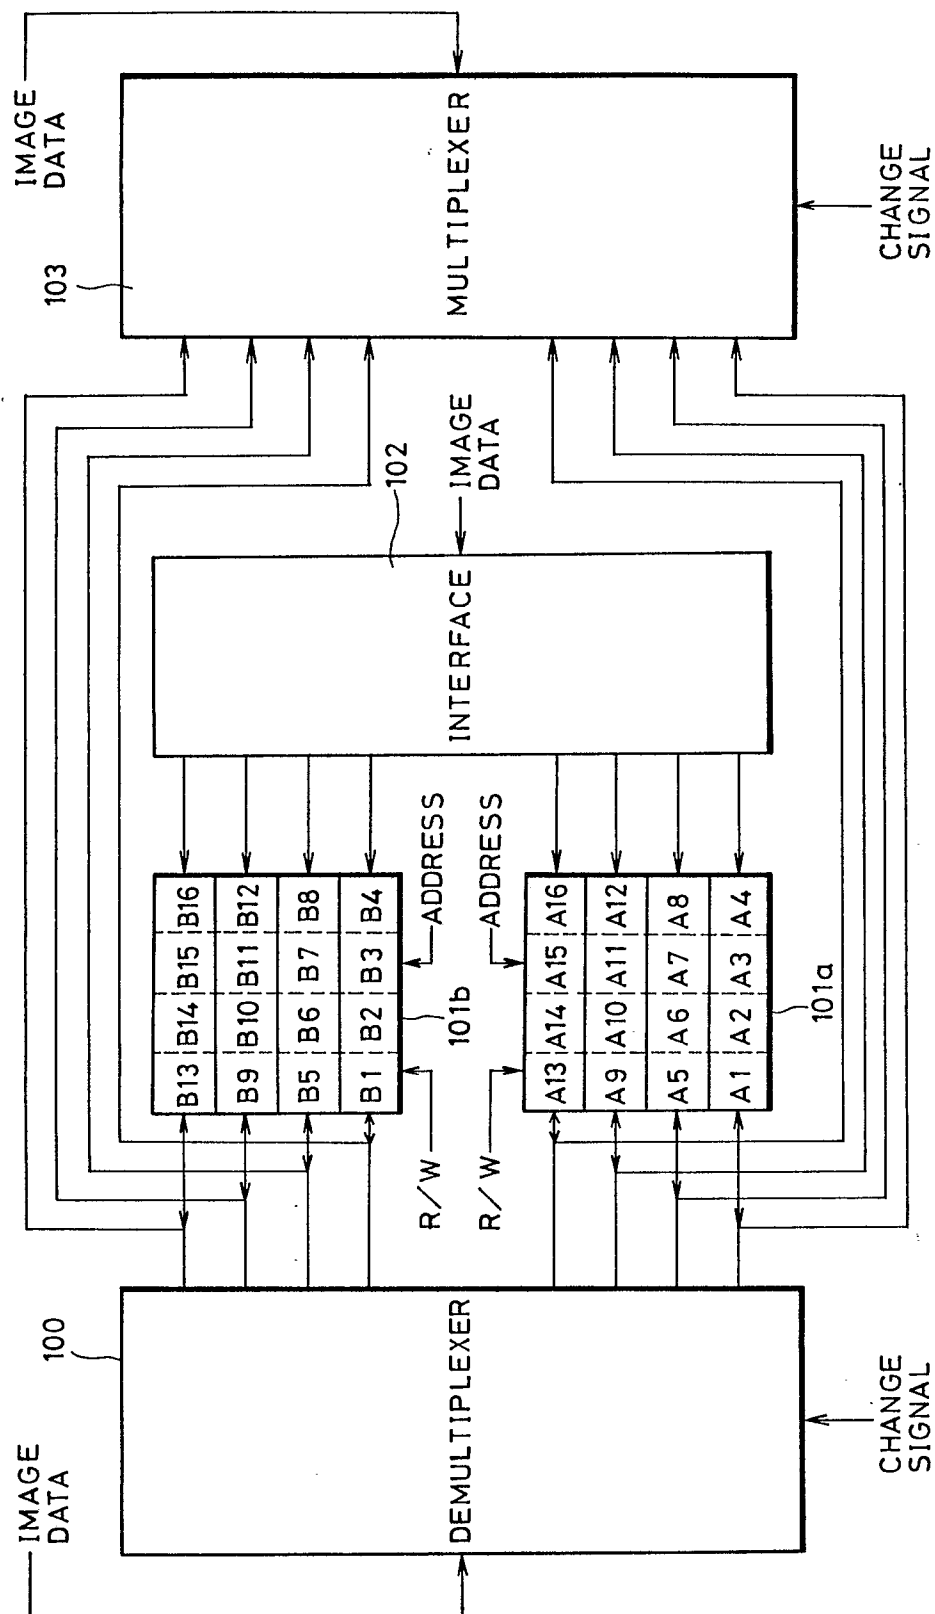 IMAGE
DATA
100
DEMULTIPLEXER
CHANGE
SIGNAL
B13 B14 B15 B16
B9 B10 B11 B12
B5 B6 B7 B8
B1 B2 B3 B4
101b
R/W
ADDRESS
R/W
ADDRESS
A13 A14 A15 A16
A9 A10 A11 A12
A5 A6 A7 A8
A1 A2 A3 A4
101a
INTERFACE
102
IMAGE
DATA
103
MULTIPLEXER
IMAGE
DATA
CHANGE
SIGNAL